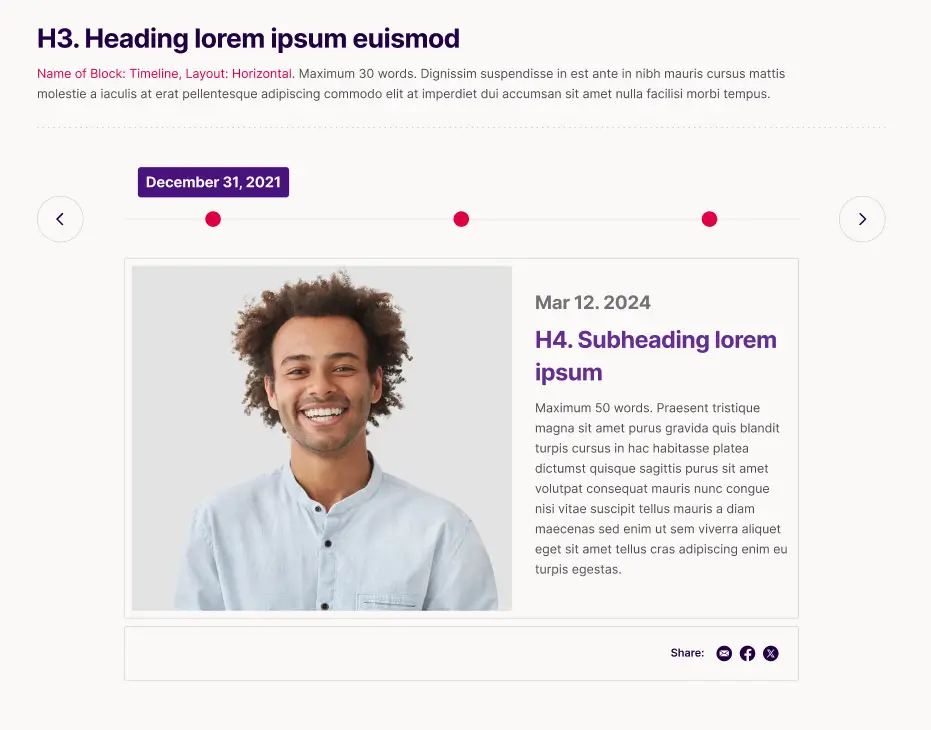 H3. Heading lorem ipsum euismod
Name of Block: Timeline, Layout: Horizontal. Maximum 30 words. Dignissim suspendisse in est ante in nibh mauris cursus mattis
molestie a iaculis at erat pellentesque adipiscing commodo elit at imperdiet dui accumsan sit amet nulla facilisi morbi tempus.
December 31, 2021
Mar 12. 2024
H4. Subheading lorem
ipsum
Maximum 50 words. Praesent tristique
magna sit amet purus gravida quis blandit
turpis cursus in hac habitasse platea
dictumst quisque sagittis purus sit amet
volutpat consequat mauris nunc congue
nisi vitae suscipit tellus mauris a diam
maecenas sed enim ut sem viverra aliquet
eget sit amet tellus cras adipiscing enim eu
turpis egestas.
Share: